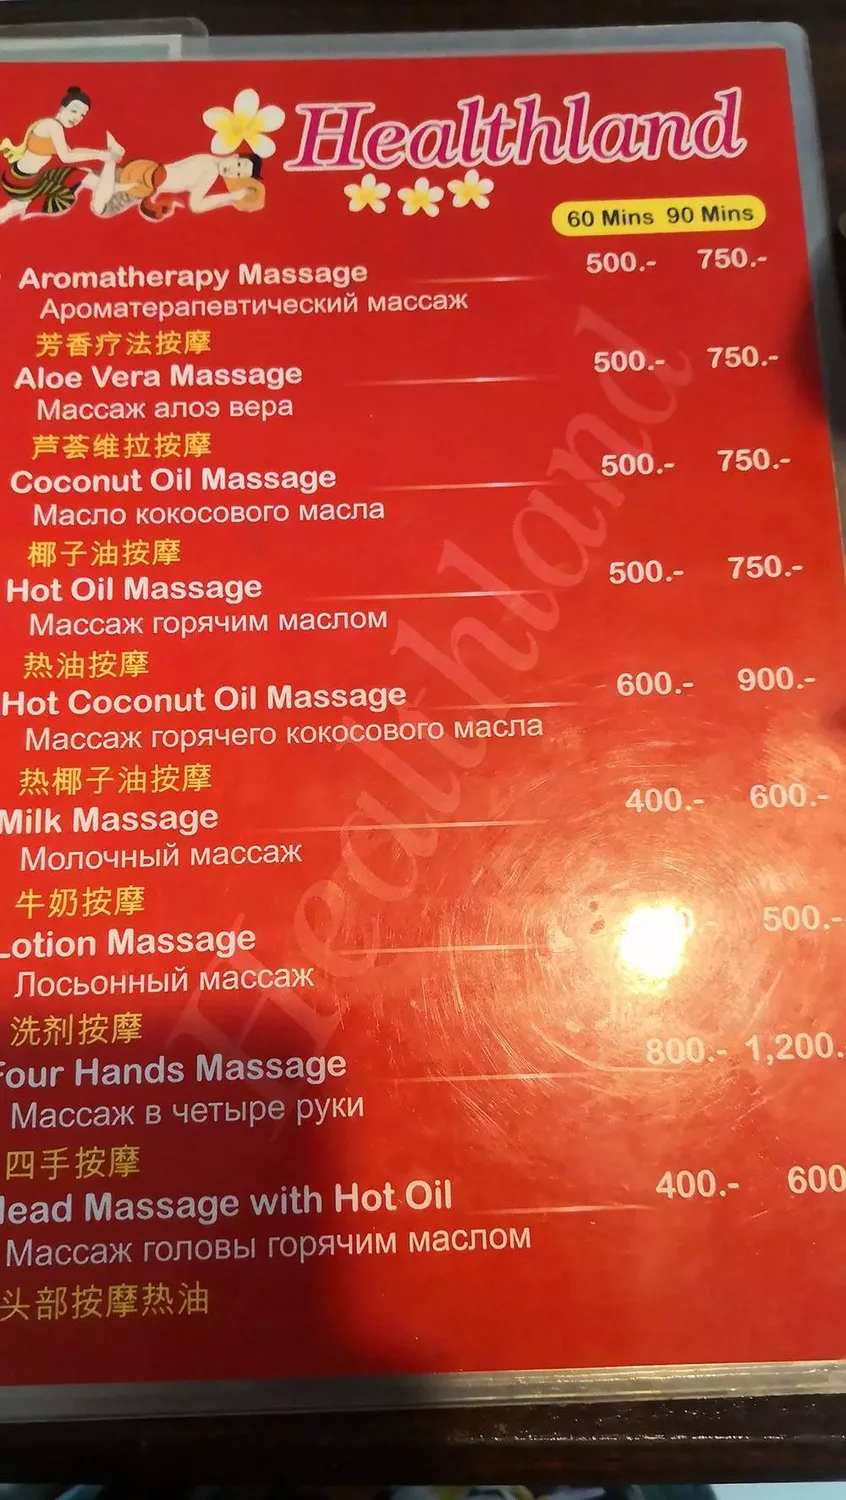 Healthland
60 Mins 90 Mins
Aromatherapy Massage 500.- 750.-
Ароматерапевтический массаж
芳香疗法按摩
Aloe Vera Massage 500.- 750.-
Массаж алоэ вера
芦荟维拉按摩
Coconut Oil Massage 500.- 750.-
Масло кокосового масла
椰子油按摩
Hot Oil Massage 500.- 750.-
Массаж горячим маслом
热油按摩
Hot Coconut Oil Massage 600.- 900.-
Массаж горячего кокосового масла
热椰子油按摩
Milk Massage 400.- 600.-
Молочный массаж
牛奶按摩
Lotion Massage 500.-
Лосьонный массаж
洗剂按摩
Four Hands Massage 800.- 1,200.-
Массаж в четыре руки
四手按摩
Head Massage with Hot Oil 400.- 600
Массаж головы горячим маслом
头部按摩热油
Healthland